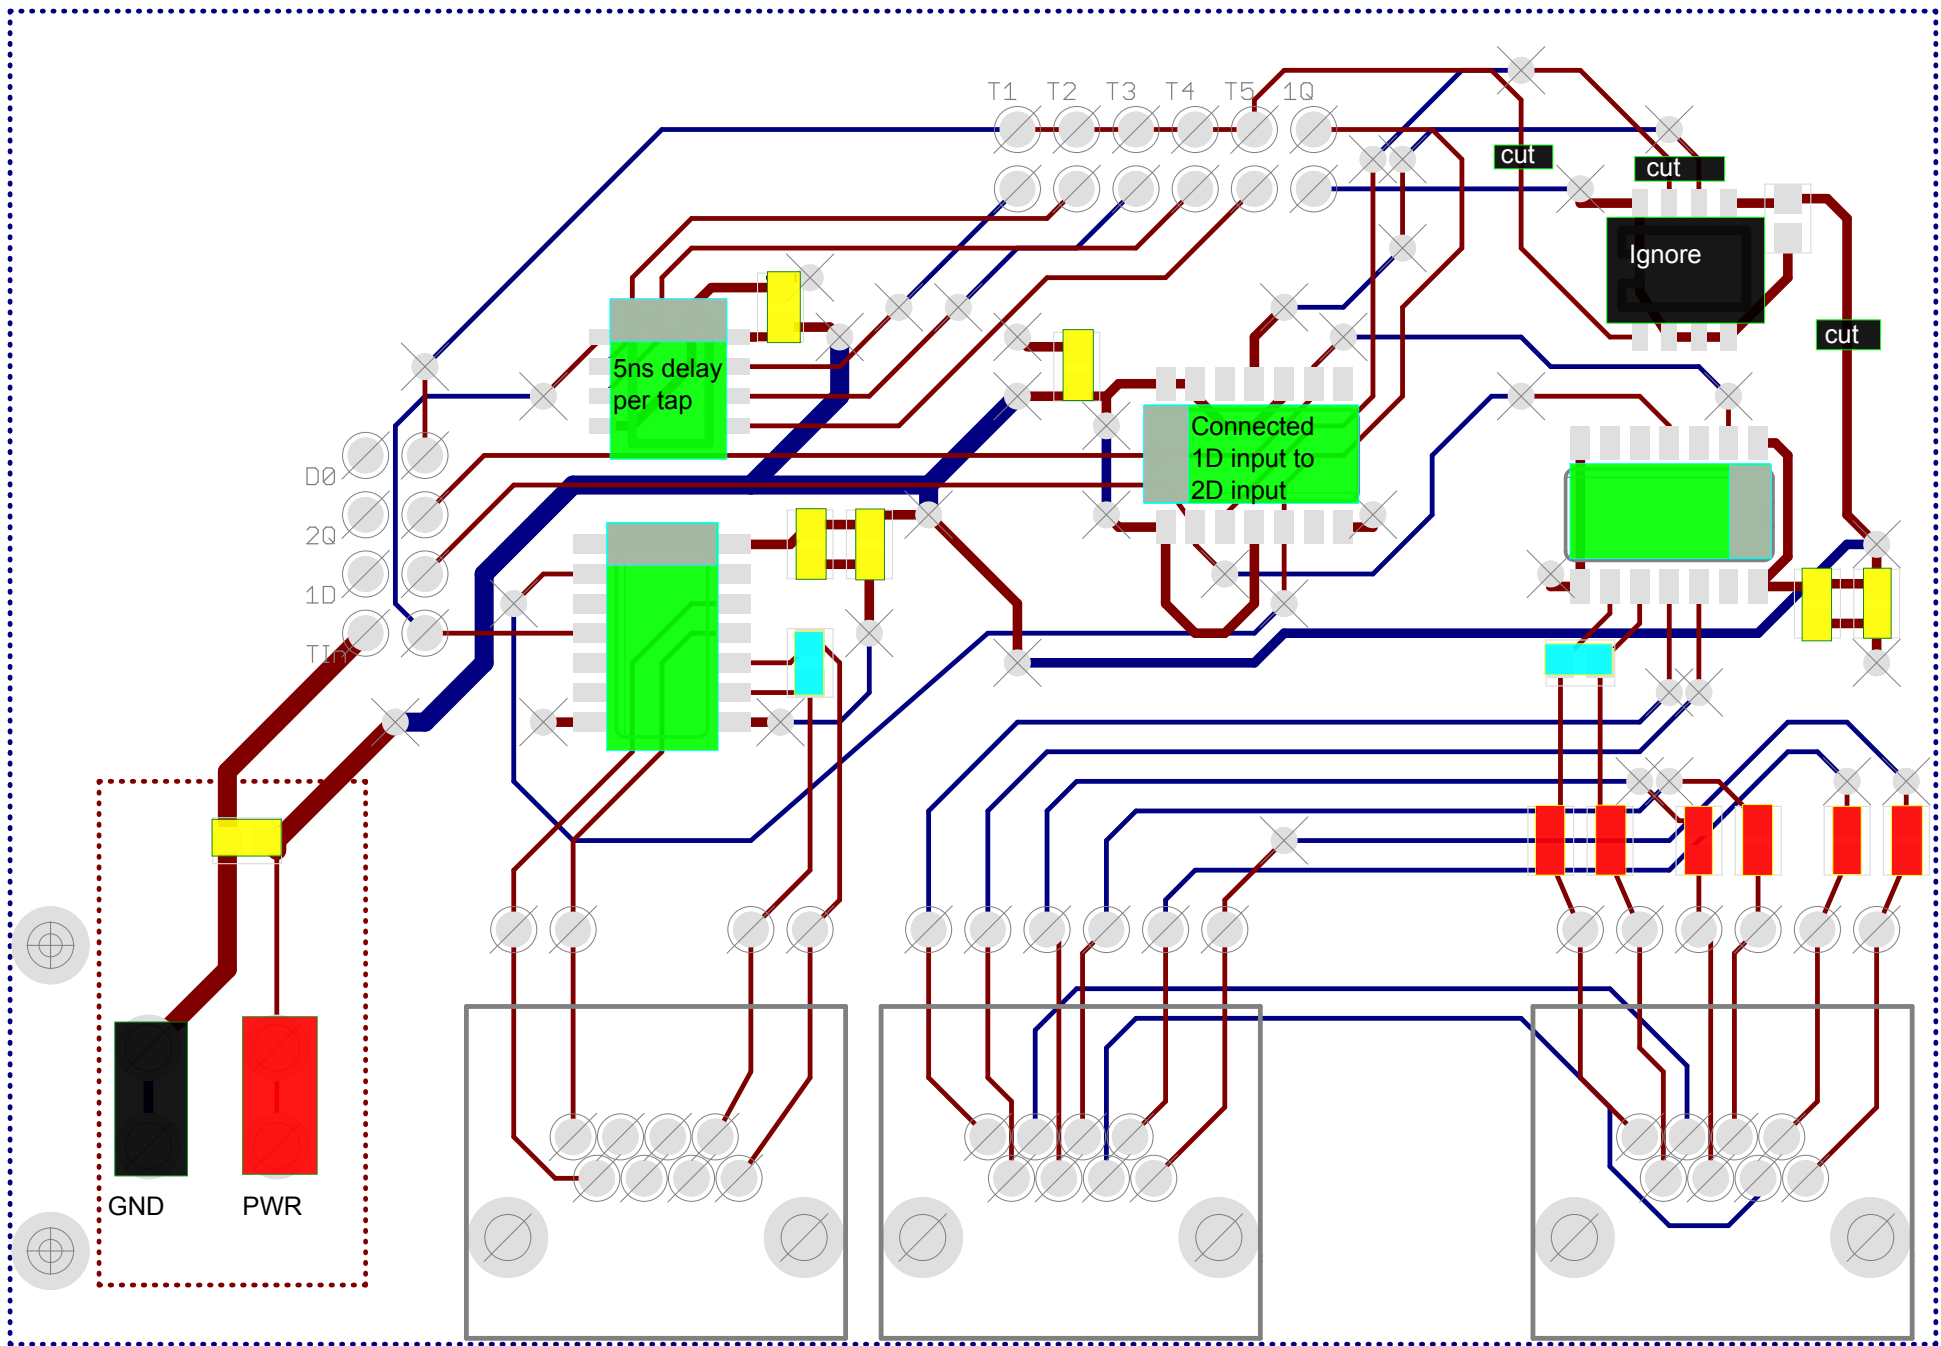 T1 T2 T3 T4 T5 1Q
cut
cut
Ignore
cut
5ns delay
per tap
Connected
1D input to
2D input
D0
2Q
1D
TIn
GND
PWR